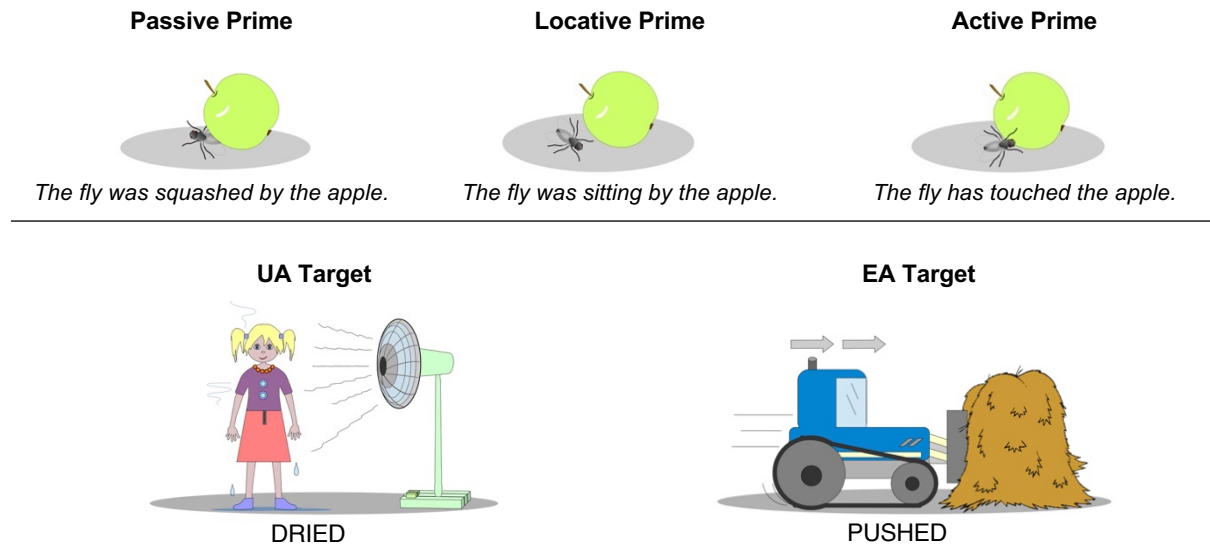 Passive Prime
Locative Prime
Active Prime
The fly was squashed by the apple.
The fly was sitting by the apple.
The fly has touched the apple.
UA Target
EA Target
DRIED
PUSHED